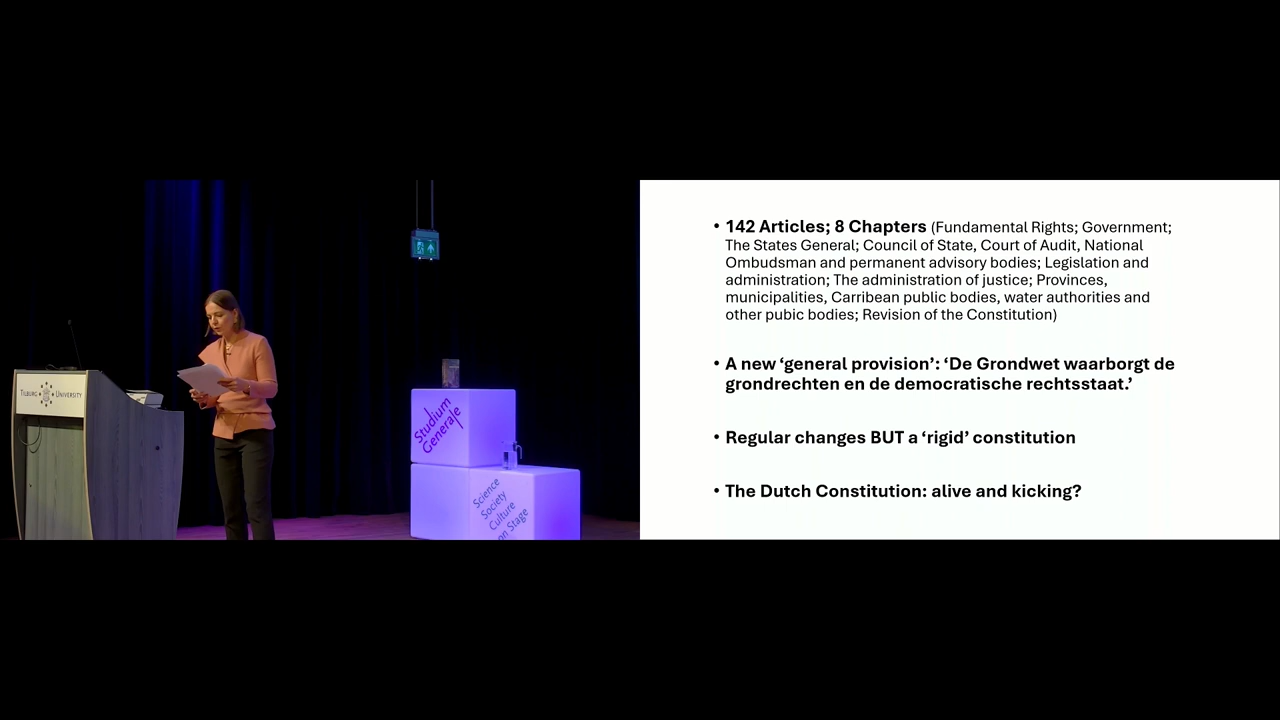 TILBURG UNIVERSITY
Studium
Generale
Science
Society
Culture
on Stage
• 142 Articles; 8 Chapters (Fundamental Rights; Government;
The States General; Council of State, Court of Audit, National
Ombudsman and permanent advisory bodies; Legislation and
administration; The administration of justice; Provinces,
municipalities, Carribean public bodies, water authorities and
other pubic bodies; Revision of the Constitution)
• A new ‘general provision’: ‘De Grondwet waarborgt de
grondrechten en de democratische rechtsstaat.’
• Regular changes BUT a ‘rigid’ constitution
• The Dutch Constitution: alive and kicking?